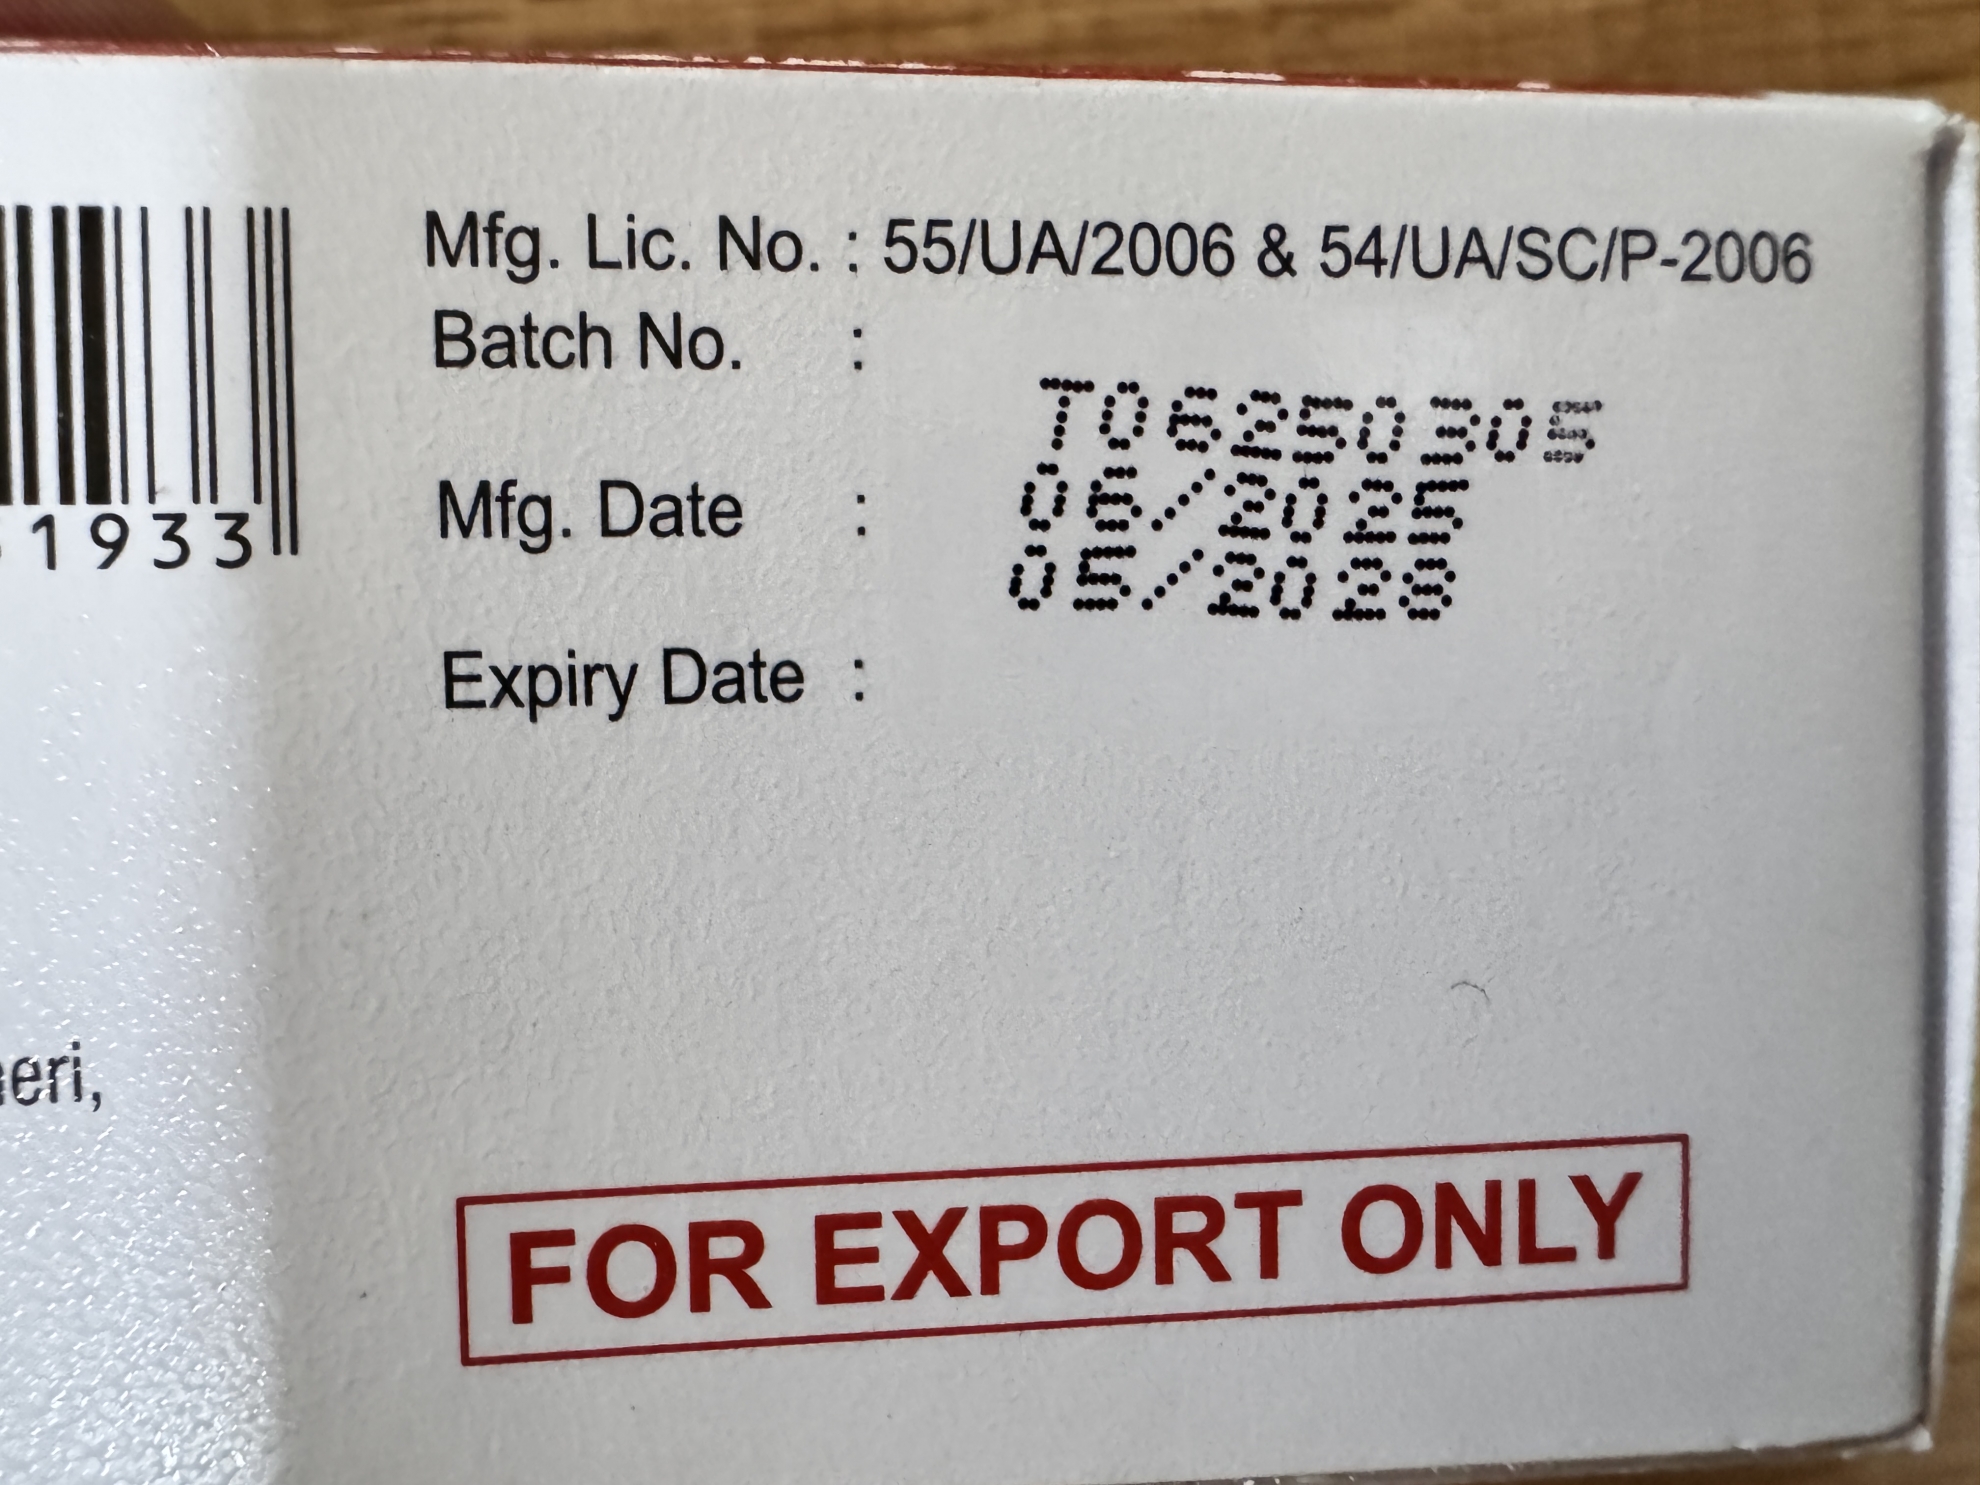 Mfg. Lic. No. : 55/UA/2006 & 54/UA/SC/P-2006
Batch No. :
T06250305
Mfg. Date :
06/2025
05/2028
Expiry Date :
1933
eri,
FOR EXPORT ONLY